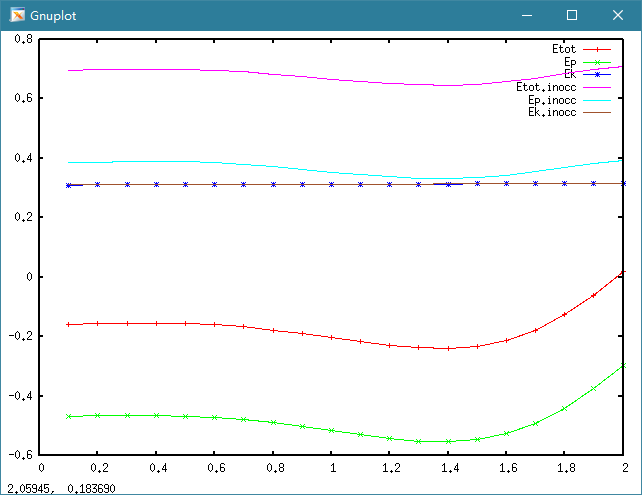 Gnuplot
0.8
0.6
0.4
0.2
0
-0.2
-0.4
-0.6
Etot
Ep
Ek
Etot.inocc
Ep.inocc
Ek.inocc
0 0.2 0.4 0.6 0.8 1 1.2 1.4 1.6 1.8 2
2.05945, 0.183690